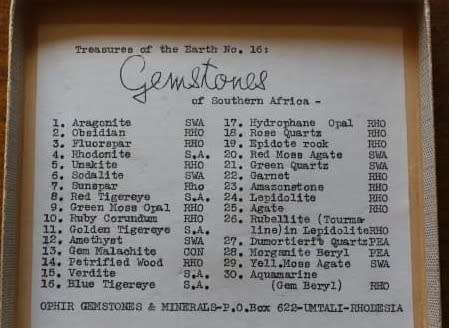 Treasures of the Earth No. 16:
Gemstones
of Southern Africa -
1. Aragonite SWA
2. Obsidian RHO
3. Fluorspar RHO
4. Rhodonite S.A.
5. Unakite RHO
6. Sodalite SWA
7. Sunspar Rho
8. Red Tigereye S.A.
9. Green Moss Opal RHO
10. Ruby Corundum RHO
11. Golden Tigereye S.A.
12. Amethyst SWA
13. Gem Malachite CON
14. Petrified Wood RHO
15. Verdite S.A.
16. Blue Tigereye S.A.
17. Hydrophane Opal RHO
18. Rose Quartz RHO
19. Epidote rock RHO
20. Red Moss Agate SWA
21. Green Quartz SWA
22. Garnet RHO
23. Amazonstone RHO
24. Lepidolite RHO
25. Agate RHO
26. Rubellite (Tourma-
line)in LepidoliteRHO
27. Dumortierit QuartzPEA
28. Morganite Beryl PEA
29. Yell.Moss Agate SWA
30. Aquamarine
(Gem Beryl) RHO
OPHIR GEMSTONES & MINERALS-P.O.Box 622-UMTALI-RHODESIA